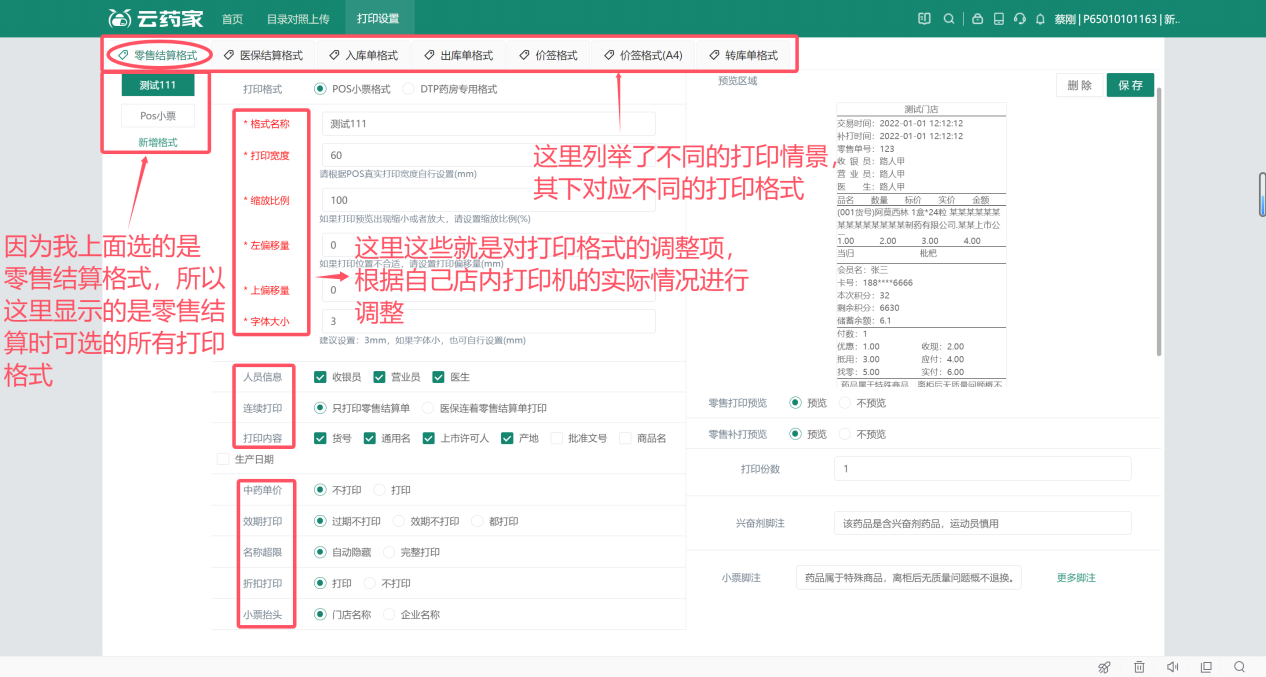 云药家 首页 目录对照上传 打印设置 蔡刚 | P65010101163 | 新..
零售结算格式 医保结算格式 入库单格式 出库单格式 价签格式 价签格式(A4) 转库单格式
测试111
Pos小票
新增格式
因为我上面选的是
零售结算格式，所以
这里显示的是零售结
算时可选的所有打印
格式
打印格式 POS小票格式 DTP药房专用格式
* 格式名称 测试111
* 打印宽度 60
请根据POS真实打印宽度自行设置(mm)
* 缩放比例 100
如果打印预览出现缩小或者放大，请设置缩放比例(%)
* 左偏移量 0
如果打印位置不合适，请设置打印偏移量(mm)
* 上偏移量 0
* 字体大小 3
建议设置：3mm，如果字体小，也可自行设置(mm)
这里列举了不同的打印情景，
其下对应不同的打印格式
这里这些就是对打印格式的调整项，
根据自己店内打印机的实际情况进行
调整
人员信息 收银员 营业员 医生
连续打印 只打印零售结算单 医保连着零售结算单打印
打印内容 货号 通用名 上市许可人 产地 批准文号 商品名
生产日期
中药单价 不打印 打印
效期打印 过期不打印 效期不打印 都打印
名称超限 自动隐藏 完整打印
折扣打印 打印 不打印
小票抬头 门店名称 企业名称
预览区域 删 除 保 存
测试门店
交易时间：2022-01-01 12:12:12
补打时间：2022-01-01 12:12:12
零售单号：123
收 银 员：路人甲
营 业 员：路人甲
医 生：路人甲
品名 数量 标价 实价 金额
(001货号)阿莫西林 1盒*24粒 某某某某某某
某某某某某某某制药有限公司.某某上市公
1.00 2.00 3.00 4.00
当归 枇杷
会员名：张三
卡号：188****6666
本次积分：32
剩余积分：6630
储蓄余额：6.1
付数：1
优惠：1.00 收现：2.00
抵用：3.00 应付：4.00
找零：5.00 实付：6.00
药品属于特殊商品，离柜后无质量问题概不
零售打印预览 预览 不预览
零售补打预览 预览 不预览
打印份数 1
兴奋剂脚注 该药品是含兴奋剂药品，运动员慎用
小票脚注 药品属于特殊商品，离柜后无质量问题概不退换。 更多脚注